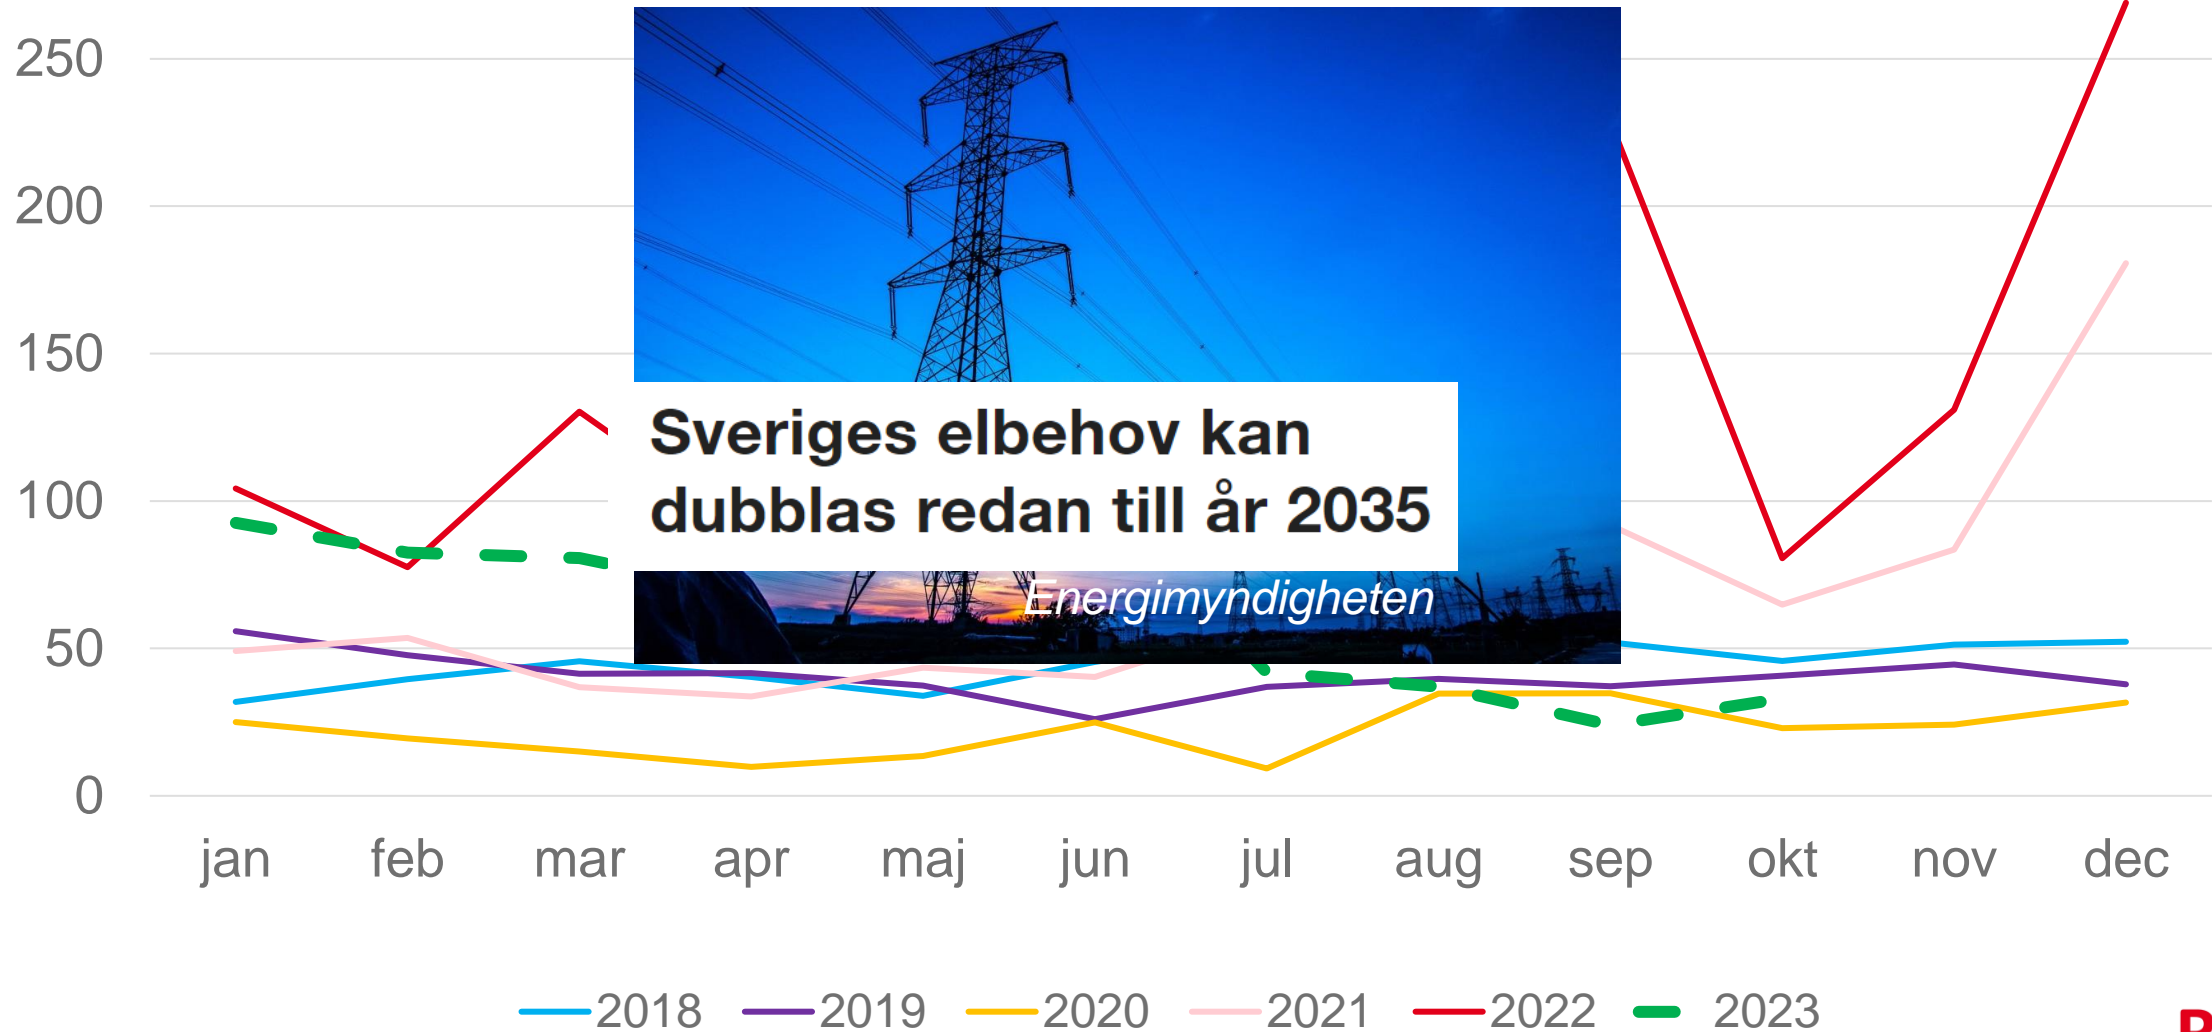 250
200
150
100
50
0
Sveriges elbehov kan
dubblas redan till år 2035
Energimyndigheten
jan feb mar apr maj jun jul aug sep okt nov dec
2018 2019 2020 2021 2022 2023